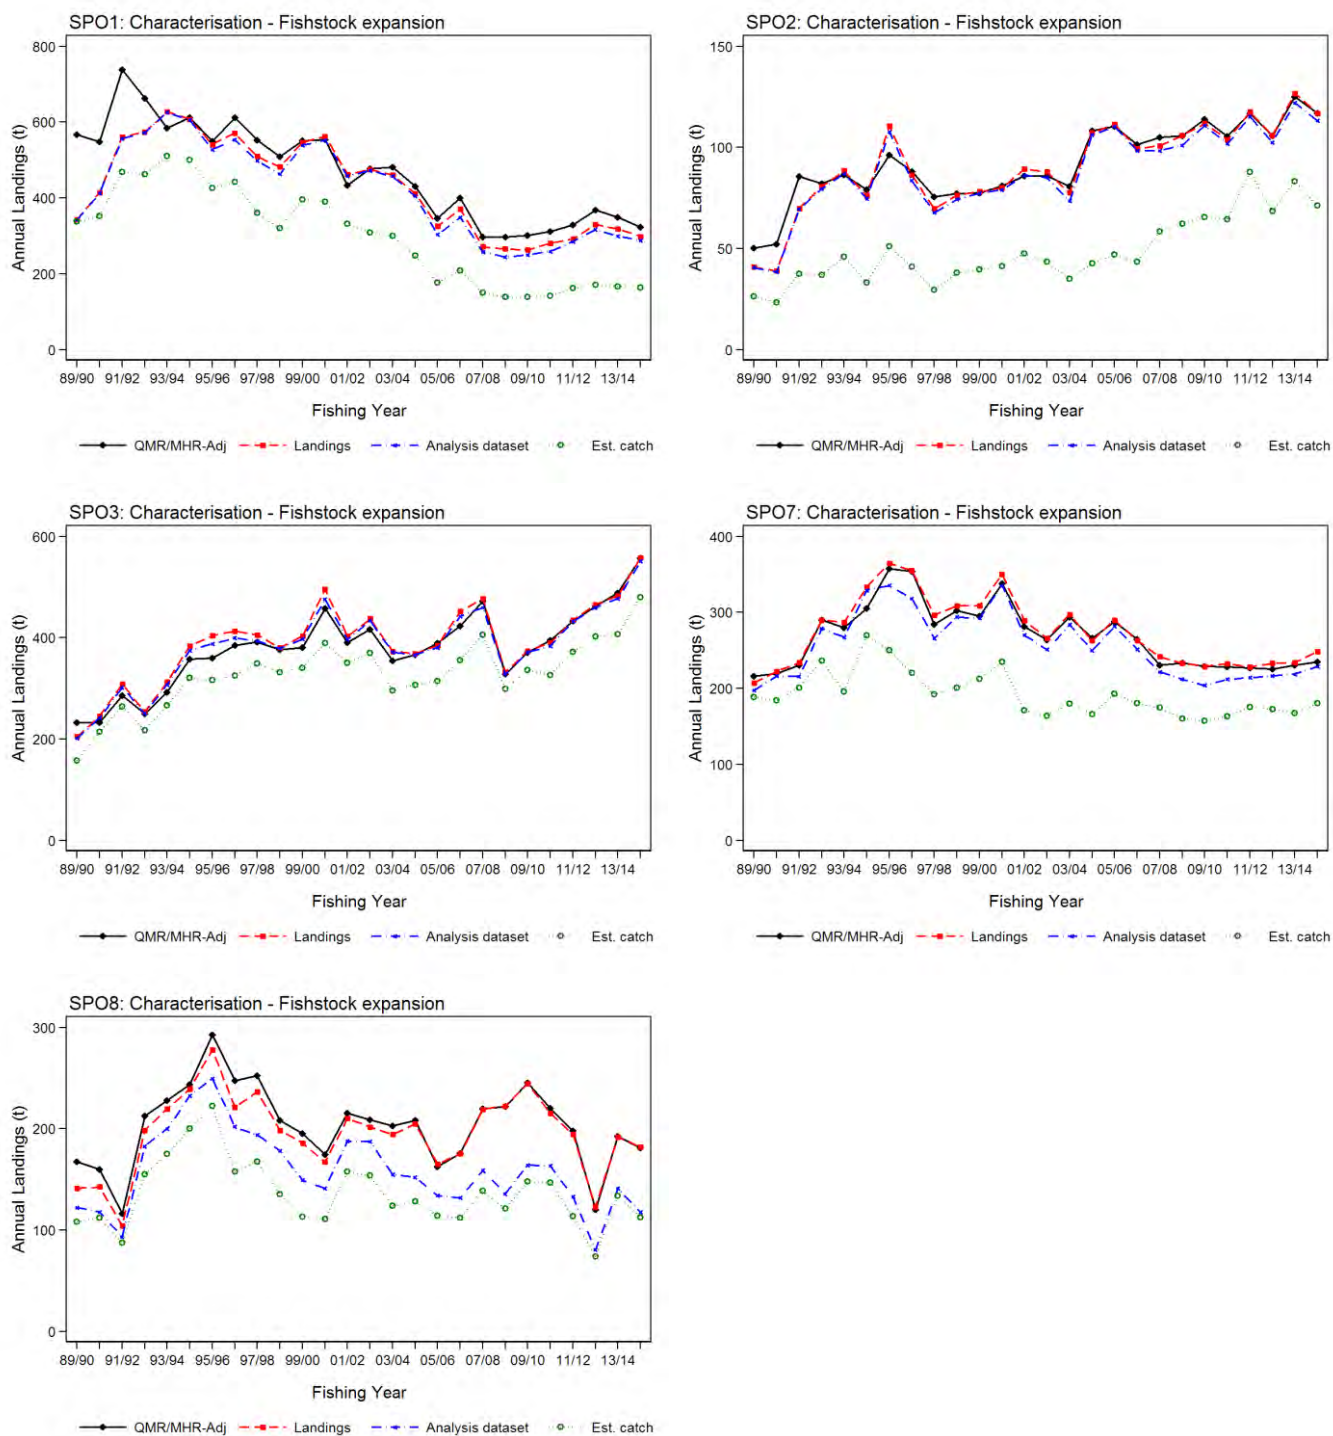 SPO1: Characterisation - Fishstock expansion
800
600
400
200
0
Annual Landings (t)
89/90 91/92 93/94 95/96 97/98 99/00 01/02 03/04 05/06 07/08 09/10 11/12 13/14
Fishing Year
QMR/MHR-Adj Landings Analysis dataset Est. catch
SPO2: Characterisation - Fishstock expansion
150
100
50
0
Annual Landings (t)
89/90 91/92 93/94 95/96 97/98 99/00 01/02 03/04 05/06 07/08 09/10 11/12 13/14
Fishing Year
QMR/MHR-Adj Landings Analysis dataset Est. catch
SPO3: Characterisation - Fishstock expansion
600
400
200
0
Annual Landings (t)
89/90 91/92 93/94 95/96 97/98 99/00 01/02 03/04 05/06 07/08 09/10 11/12 13/14
Fishing Year
QMR/MHR-Adj Landings Analysis dataset Est. catch
SPO7: Characterisation - Fishstock expansion
400
300
200
100
0
Annual Landings (t)
89/90 91/92 93/94 95/96 97/98 99/00 01/02 03/04 05/06 07/08 09/10 11/12 13/14
Fishing Year
QMR/MHR-Adj Landings Analysis dataset Est. catch
SPO8: Characterisation - Fishstock expansion
300
200
100
0
Annual Landings (t)
89/90 91/92 93/94 95/96 97/98 99/00 01/02 03/04 05/06 07/08 09/10 11/12 13/14
Fishing Year
QMR/MHR-Adj Landings Analysis dataset Est. catch